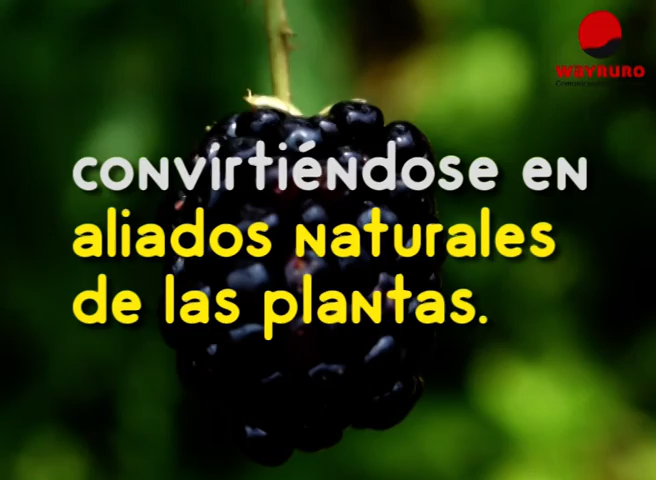 WAYRURO
convirtiéndose en
aliados naturales
de las plantas.